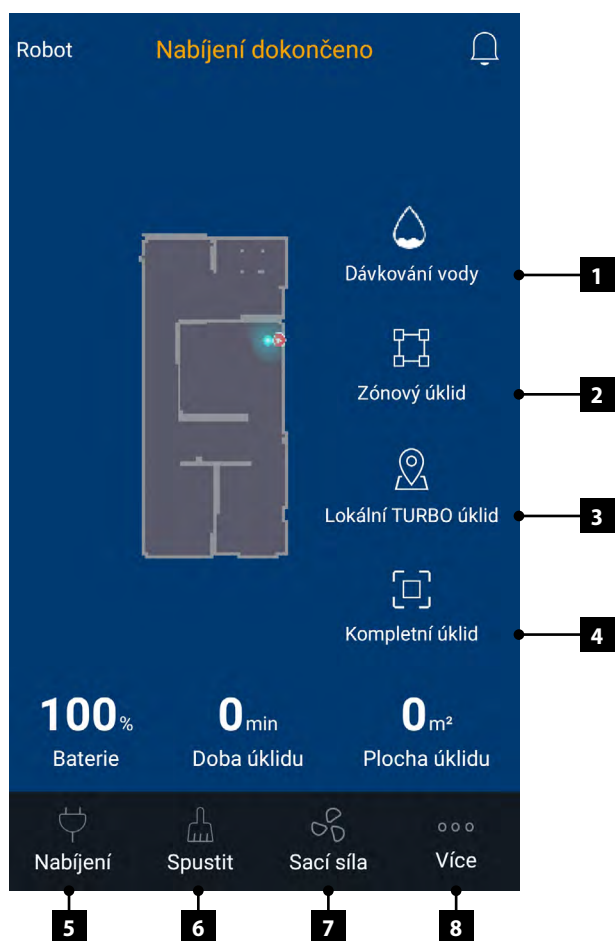 Robot
Nabíjení dokončeno
Dávkování vody
1
Zónový úklid
2
Lokální TURBO úklid
3
Kompletní úklid
4
100% 0min 0m²
Baterie Doba úklidu Plocha úklidu
Nabíjení Spustit Sací síla Více
5 6 7 8